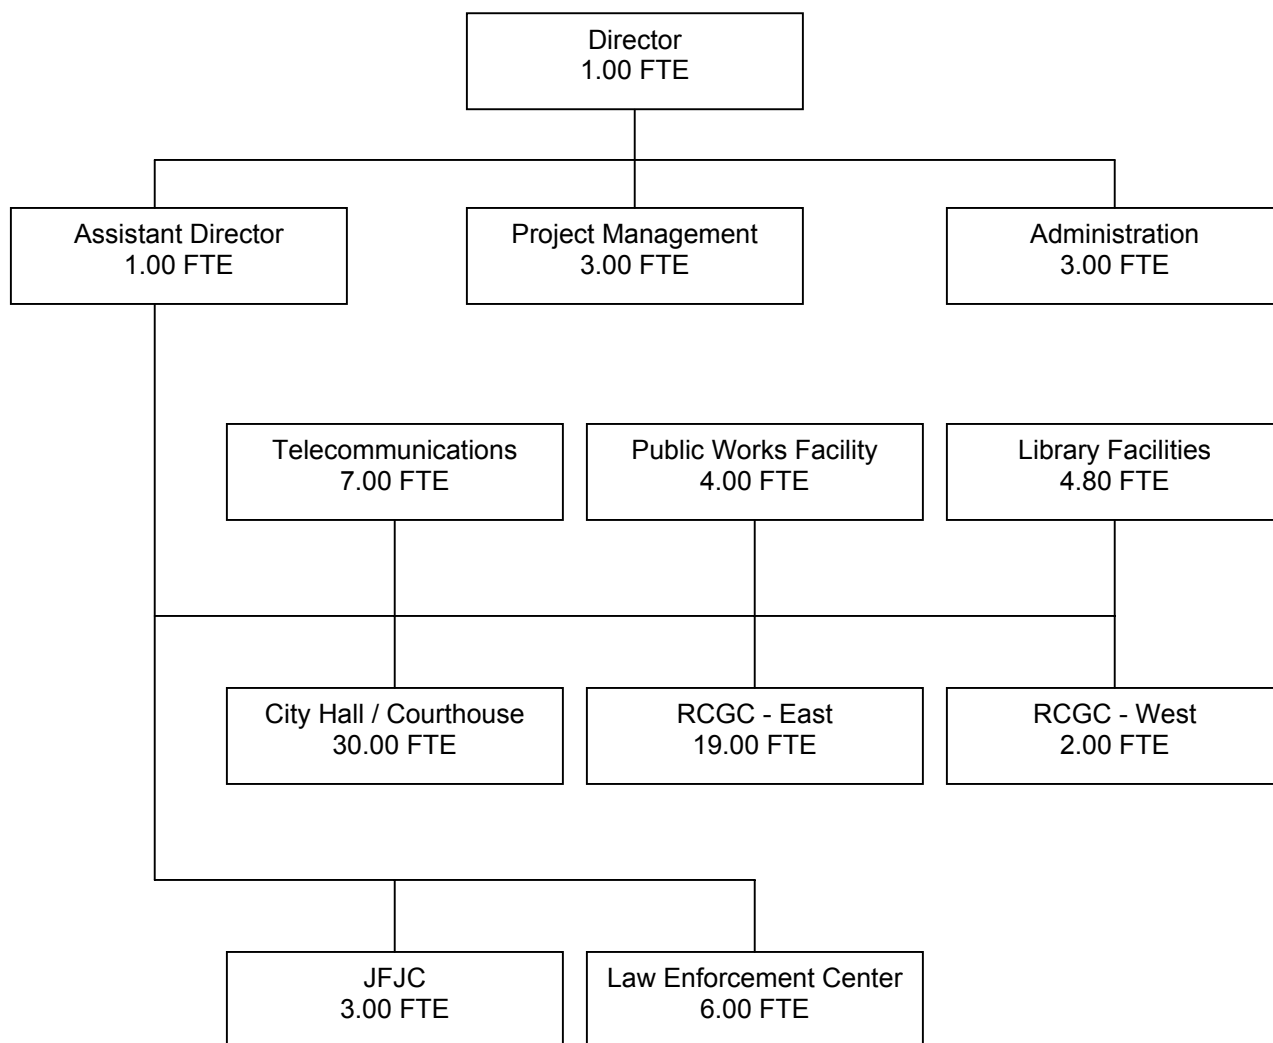 Director
1.00 FTE
Assistant Director
1.00 FTE
Project Management
3.00 FTE
Administration
3.00 FTE
Telecommunications
7.00 FTE
Public Works Facility
4.00 FTE
Library Facilities
4.80 FTE
City Hall / Courthouse
30.00 FTE
RCGC - East
19.00 FTE
RCGC - West
2.00 FTE
JFJC
3.00 FTE
Law Enforcement Center
6.00 FTE